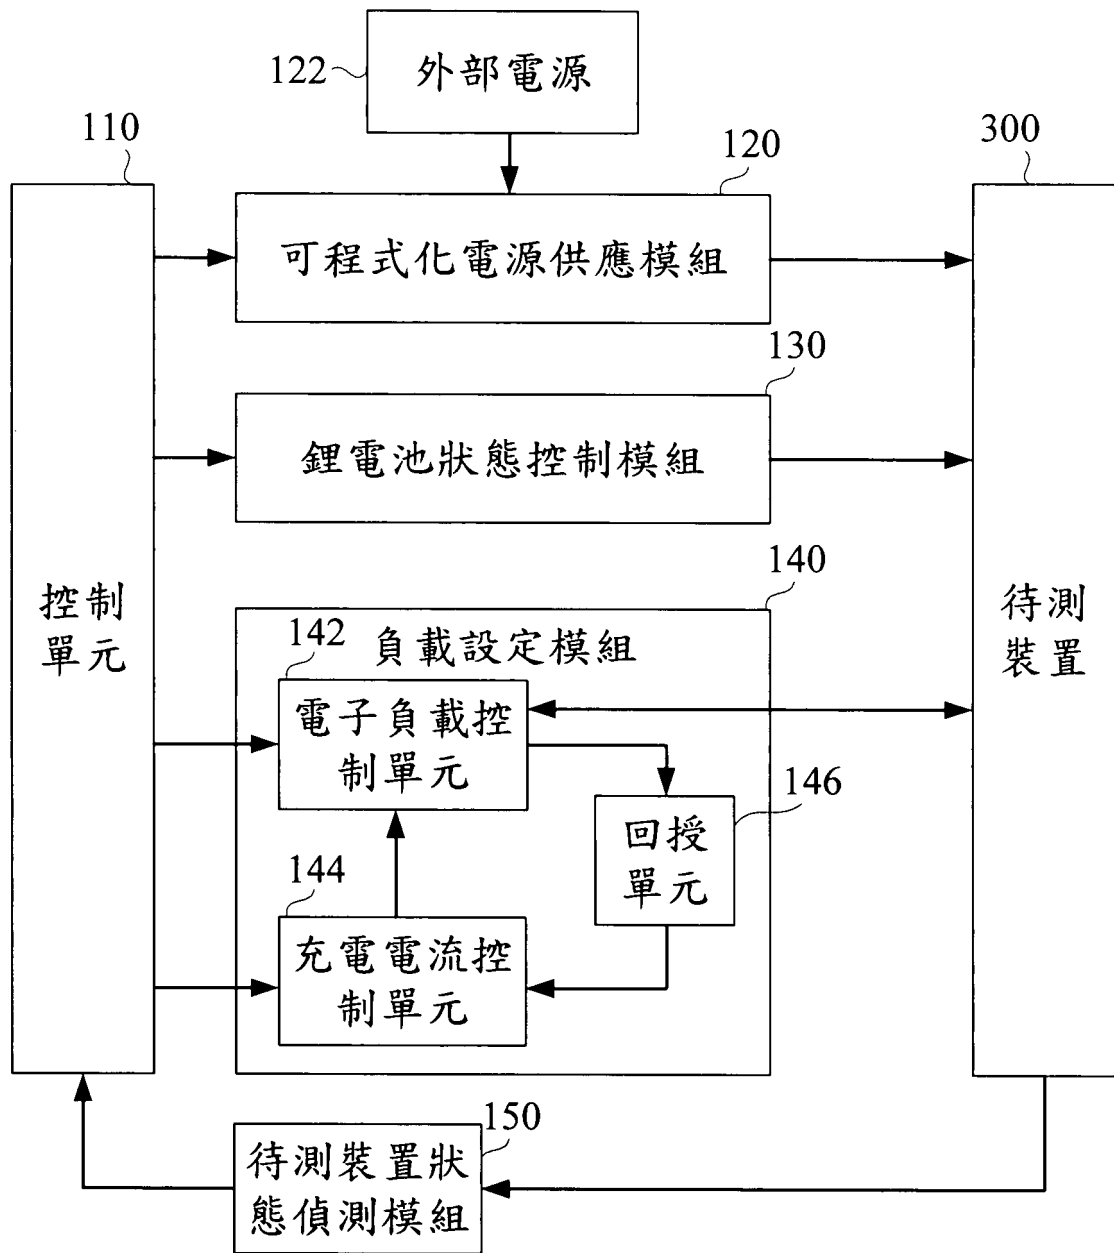 122
外部電源
110
120
300
可程式化電源供應模組
130
鋰電池狀態控制模組
控制
單元
140
待測
裝置
142
負載設定模組
電子負載控
制單元
146
回授
單元
144
充電電流控
制單元
150
待測裝置狀
態偵測模組